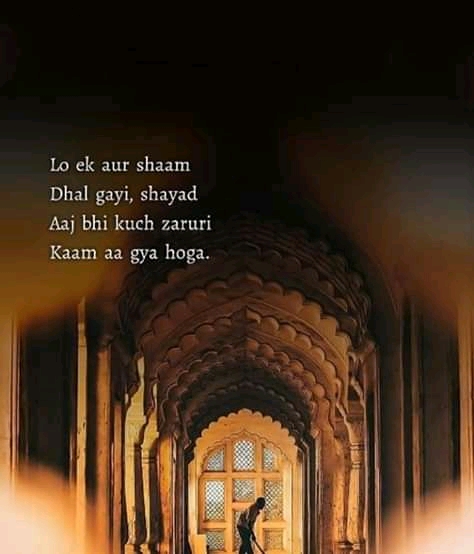 Lo ek aur shaam
Dhal gayi, shayad
Aaj bhi kuch zaruri
Kaam aa gya hoga.